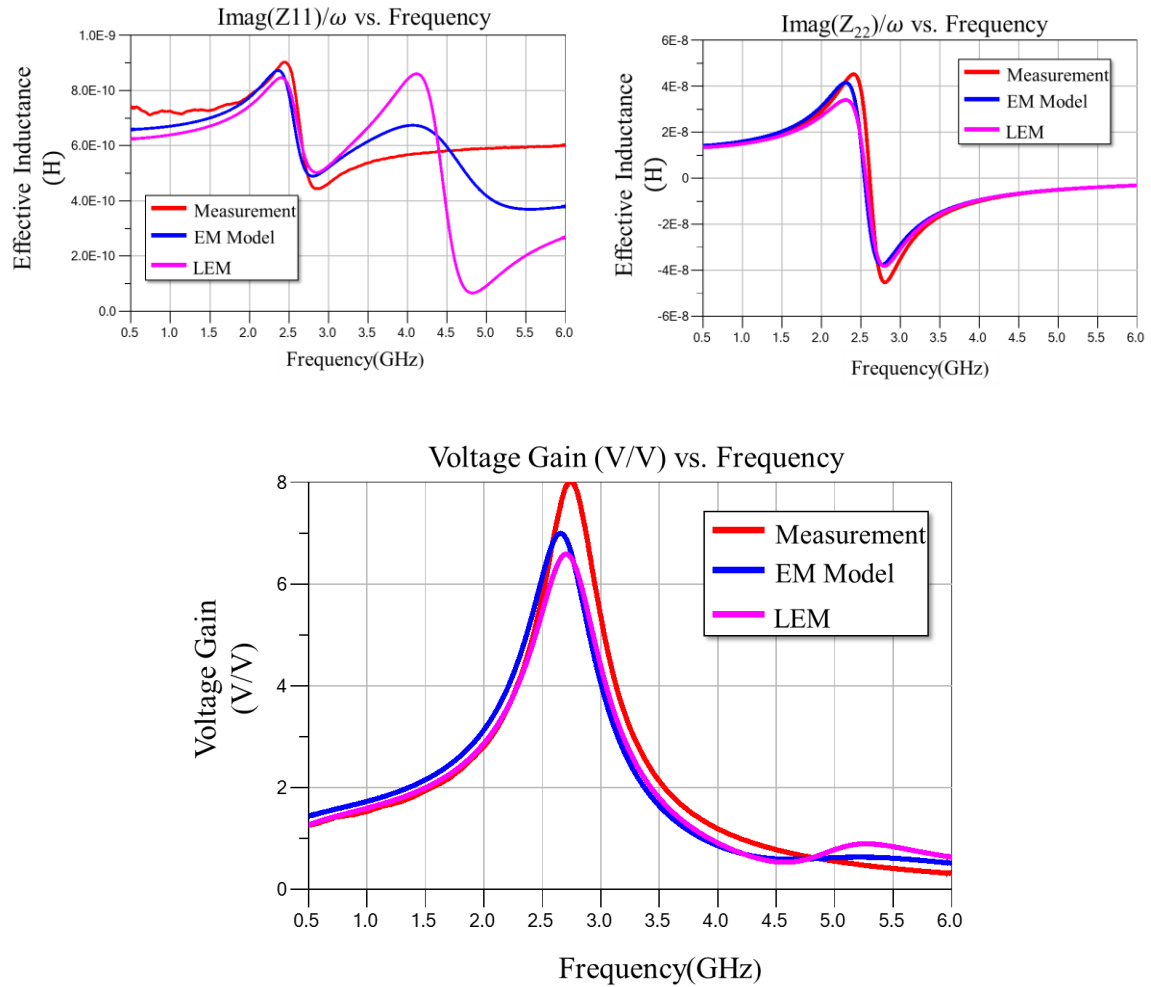 Imag(Z11)/ω vs. Frequency
1.0E-9
8.0E-10
6.0E-10
4.0E-10
2.0E-10
0.0
Effective Inductance
(H)
Measurement
EM Model
LEM
0.5 1.0 1.5 2.0 2.5 3.0 3.5 4.0 4.5 5.0 5.5 6.0
Frequency(GHz)
Imag(Z₂₂)/ω vs. Frequency
6E-8
4E-8
2E-8
0
-2E-8
-4E-8
-6E-8
Effective Inductance
(H)
Measurement
EM Model
LEM
0.5 1.0 1.5 2.0 2.5 3.0 3.5 4.0 4.5 5.0 5.5 6.0
Frequency(GHz)
Voltage Gain (V/V) vs. Frequency
8
6
4
2
0
Voltage Gain
(V/V)
Measurement
EM Model
LEM
0.5 1.0 1.5 2.0 2.5 3.0 3.5 4.0 4.5 5.0 5.5 6.0
Frequency(GHz)